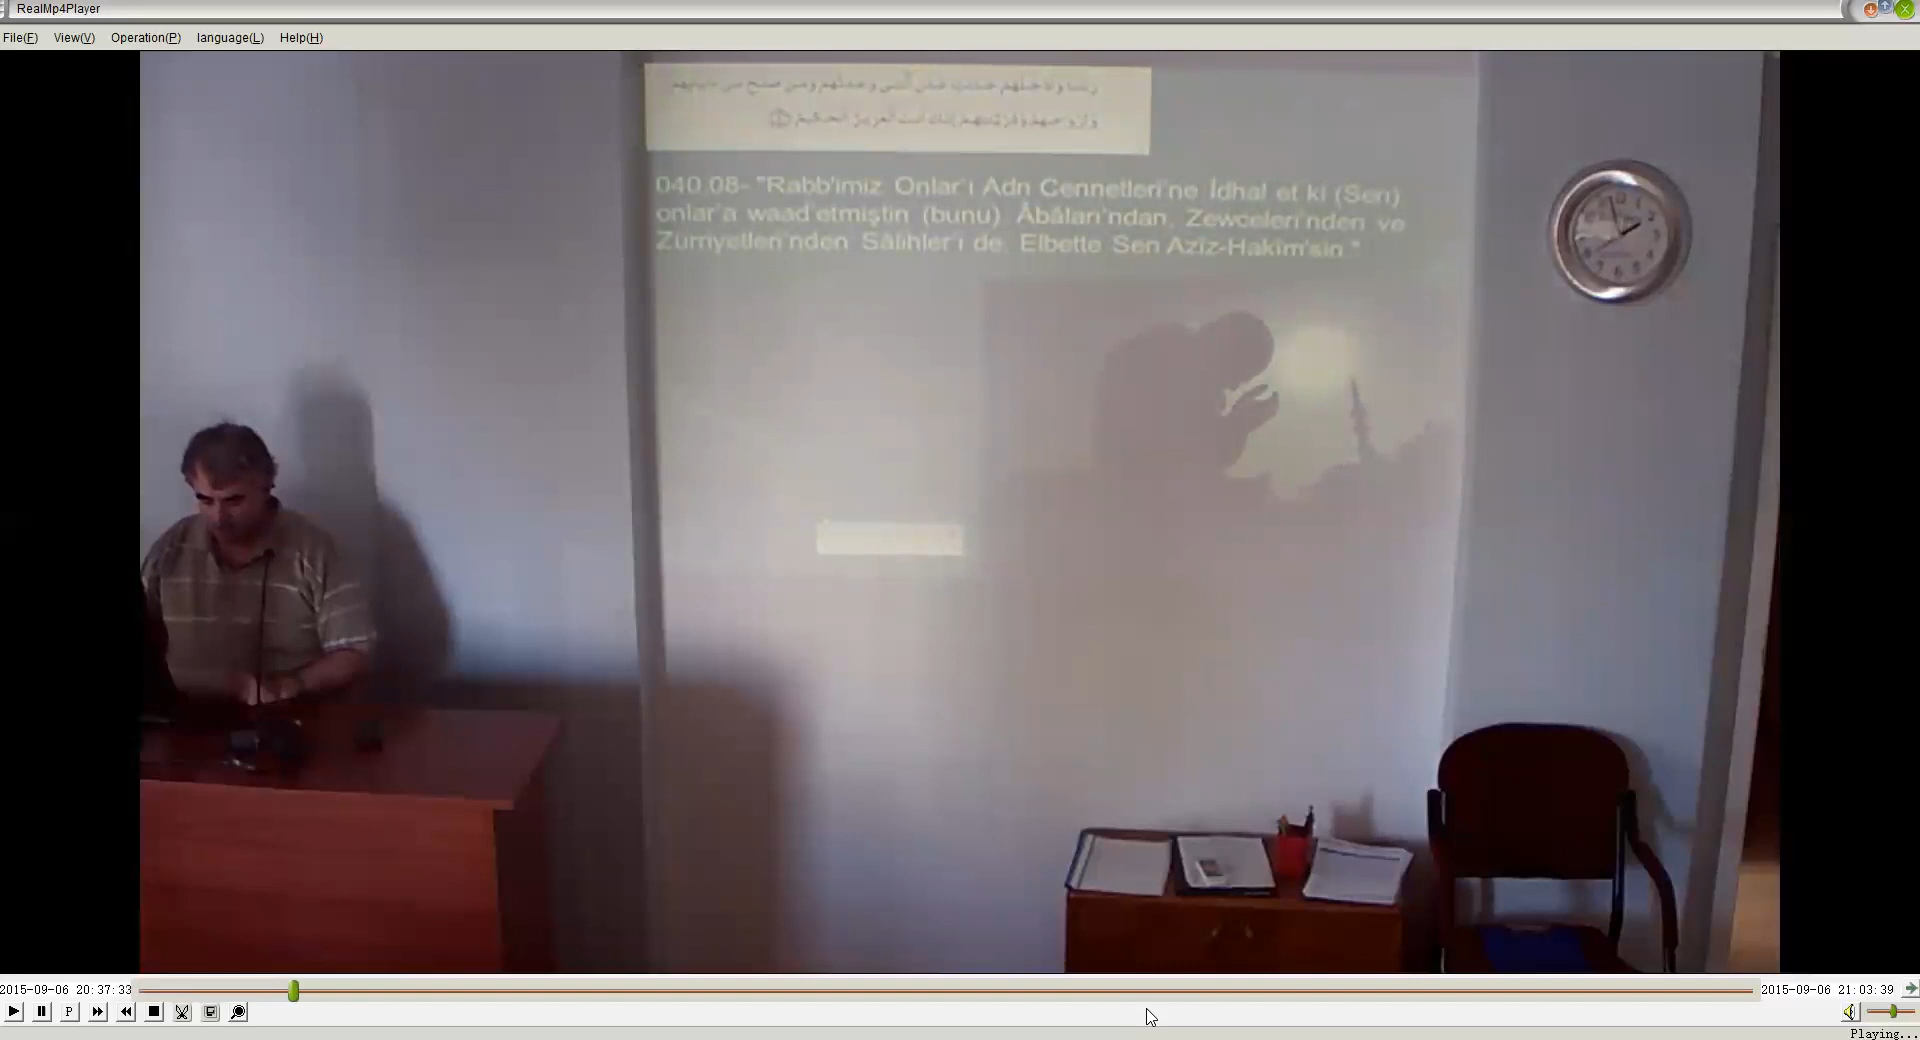 RealMp4Player
File(F) View(V) Operation(P) language(L) Help(H)
040.08- "Rabb'imiz Onlar'ı Adn Cennetleri'ne İdhal et ki (Sen)
onlar'a waad'etmiştin (bunu) Âbâları'ndan, Zewceleri'nden ve
Zürriyetleri'nden Sâlihler'i de, Elbette Sen Azîz-Hakîm'sin."
2015-09-06 20:37:33
2015-09-06 21:03:39
P
Playing...